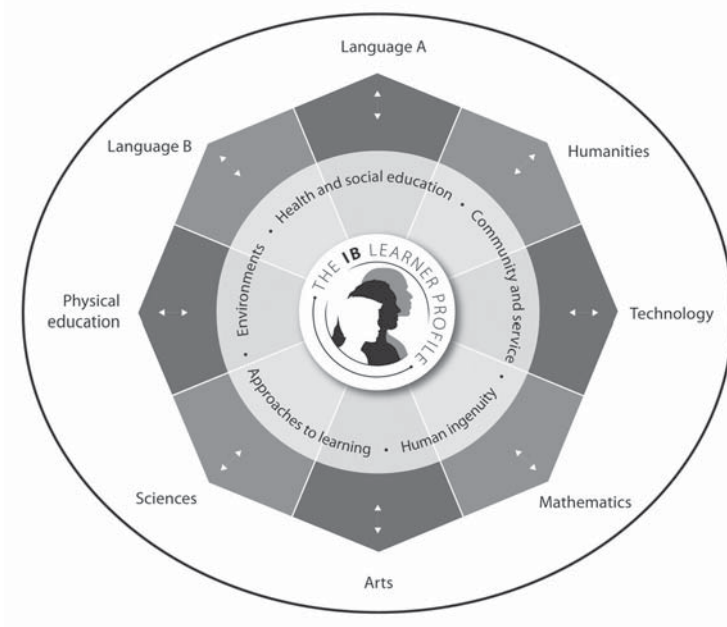 Language A
Language B
Humanities
Health and social education
•
Community and service
•
Environments
•
THE IB LEARNER PROFILE
Physical
education
Technology
•
Approaches to learning
•
Human ingenuity
•
Sciences
Mathematics
Arts